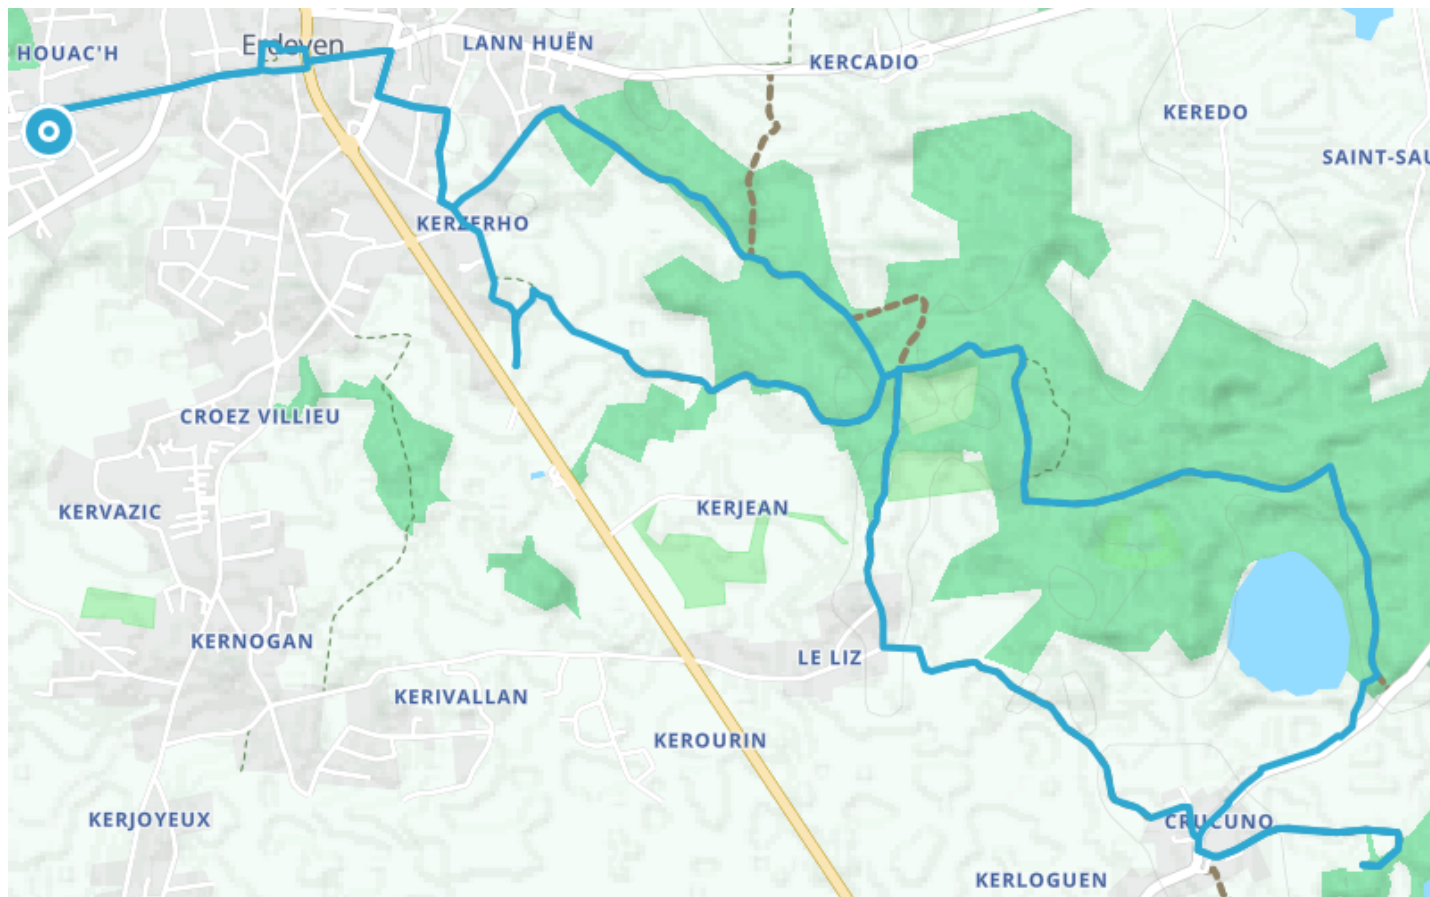 HOUAC'H
Erdeven
LANN HUËN
KERCADIO
KEREDO
SAINT-SAU
KERZERHO
CROEZ VILLIEU
KERVAZIC
KERJEAN
KERNOGAN
LE LIZ
KERIVALLAN
KEROURIN
KERJOYEUX
CRUCUNO
KERLOGUEN